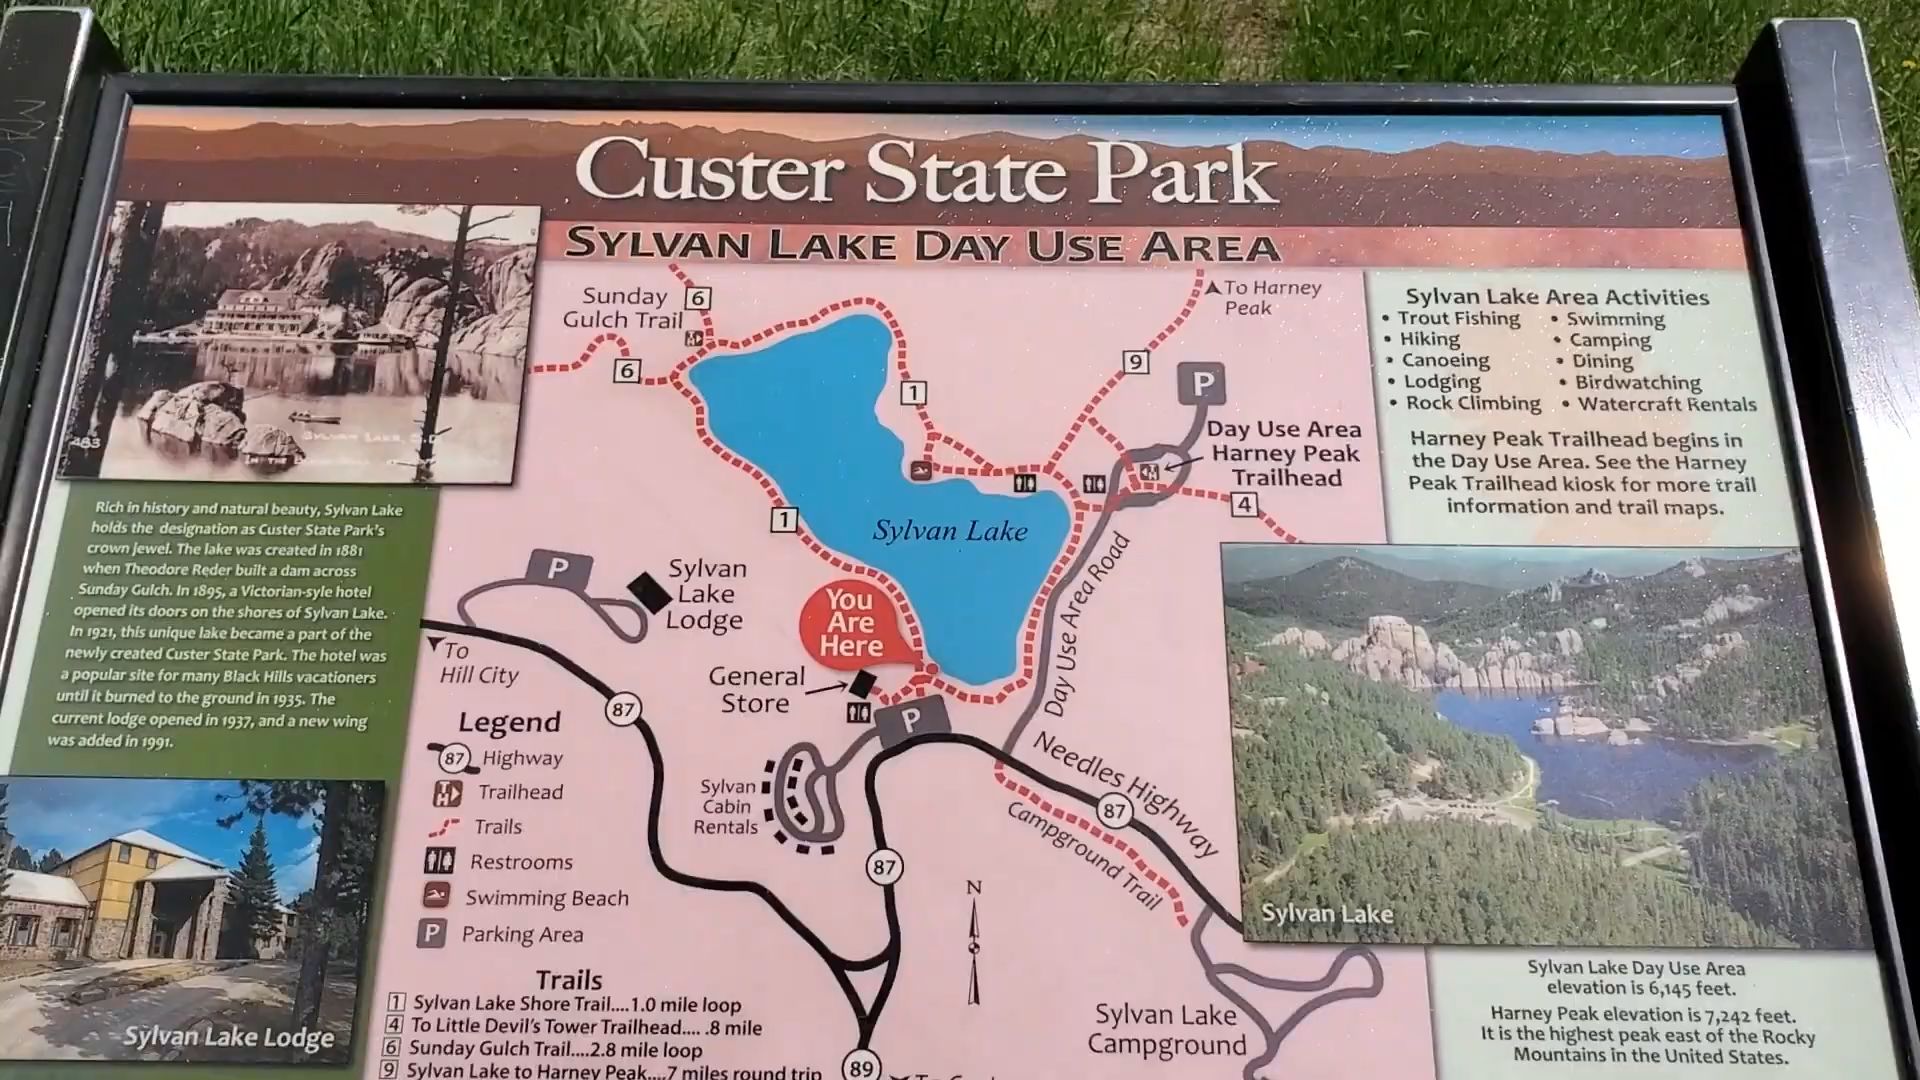 Custer State Park
SYLVAN LAKE DAY USE AREA
483
SYLVAN LAKE, S.D.
Rich in history and natural beauty, Sylvan Lake
holds the designation as Custer State Park's
crown jewel. The lake was created in 1881
when Theodore Reder built a dam across
Sunday Gulch. In 1895, a Victorian-syle hotel
opened its doors on the shores of Sylvan Lake.
In 1921, this unique lake became a part of the
newly created Custer State Park. The hotel was
a popular site for many Black Hills vacationers
until it burned to the ground in 1935. The
current lodge opened in 1937, and a new wing
was added in 1991.
Sylvan Lake Lodge
Sunday
Gulch Trail
6
6
1
1
9
To Harney
Peak
P
Day Use Area
Harney Peak
Trailhead
4
Sylvan Lake
P
Sylvan
Lake
Lodge
You
Are
Here
To
Hill City
General
Store
P
Day Use Area Road
87
Needles Highway
87
Campground Trail
Sylvan
Cabin
Rentals
87
N
Sylvan Lake
Campground
89
Legend
87 Highway
TH Trailhead
Trails
Restrooms
Swimming Beach
P Parking Area
Trails
1 Sylvan Lake Shore Trail....1.0 mile loop
4 To Little Devil's Tower Trailhead.... .8 mile
6 Sunday Gulch Trail....2.8 mile loop
9 Sylvan Lake to Harney Peak....7 miles round trip
Sylvan Lake Area Activities
• Trout Fishing • Swimming
• Hiking • Camping
• Canoeing • Dining
• Lodging • Birdwatching
• Rock Climbing • Watercraft Rentals
Harney Peak Trailhead begins in
the Day Use Area. See the Harney
Peak Trailhead kiosk for more trail
information and trail maps.
Sylvan Lake
Sylvan Lake Day Use Area
elevation is 6,145 feet.
Harney Peak elevation is 7,242 feet.
It is the highest peak east of the Rocky
Mountains in the United States.